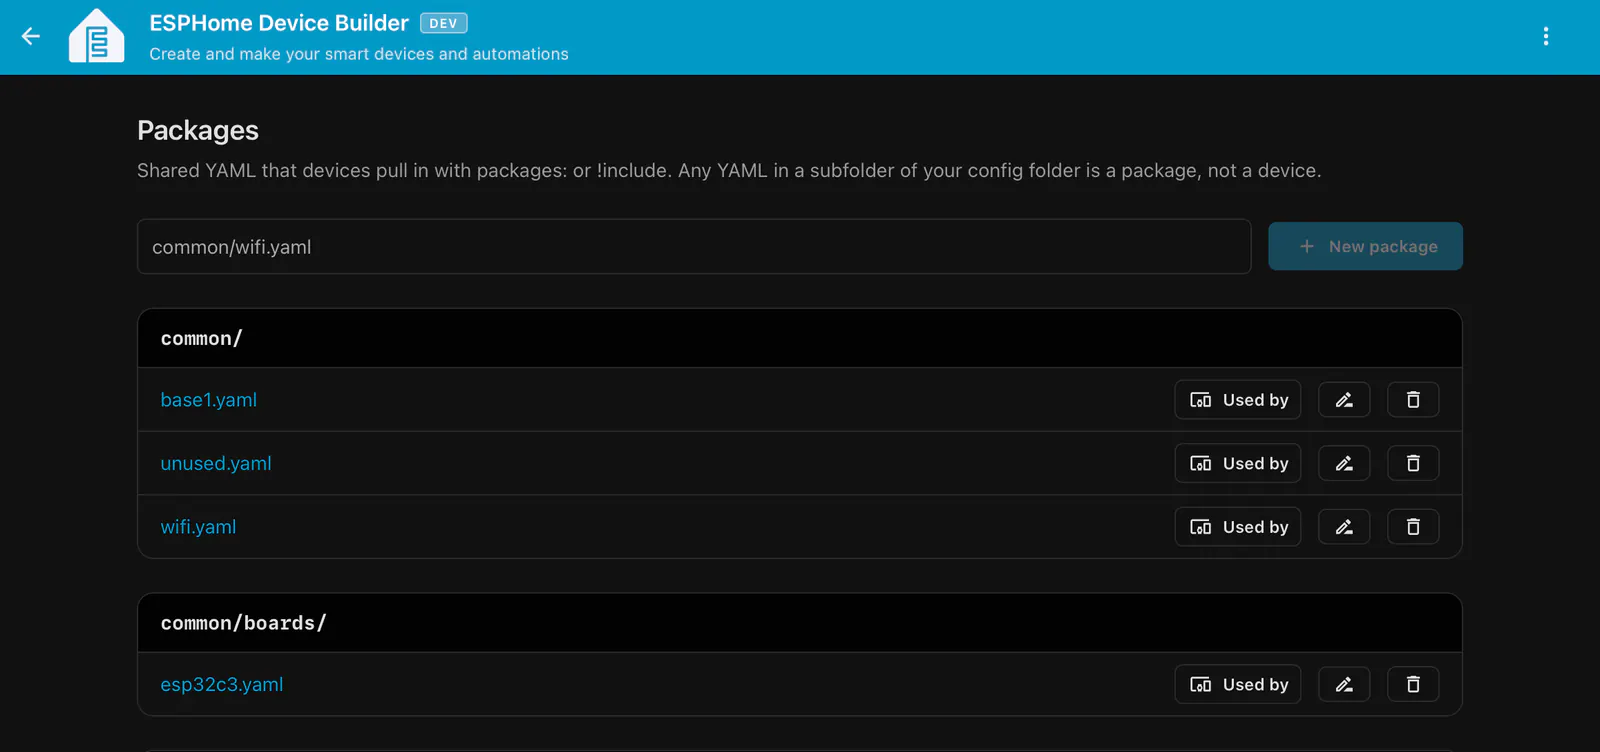 ESPHome Device Builder DEV
Create and make your smart devices and automations
Packages
Shared YAML that devices pull in with packages: or !include. Any YAML in a subfolder of your config folder is a package, not a device.
common/wifi.yaml
+ New package
common/
base1.yaml Used by
unused.yaml Used by
wifi.yaml Used by
common/boards/
esp32c3.yaml Used by